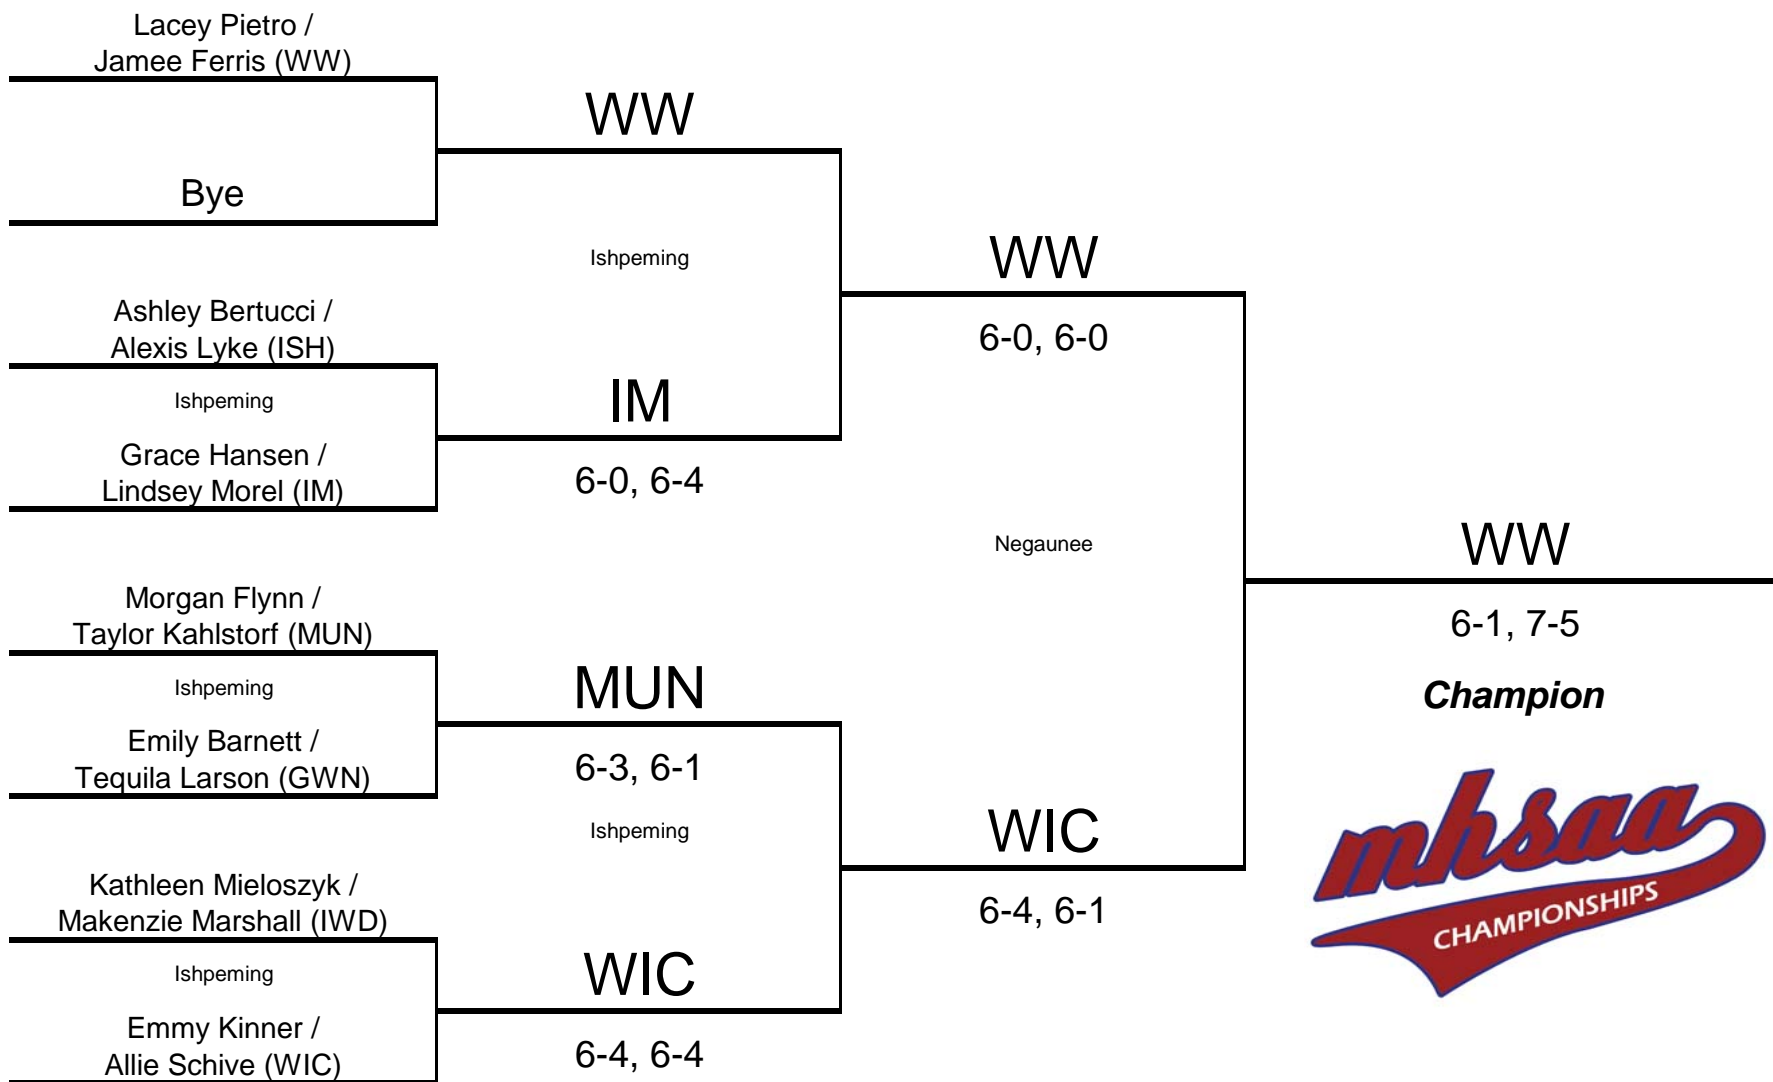 Lacey Pietro /
Jamee Ferris (WW)
Bye
Ashley Bertucci /
Alexis Lyke (ISH)
Ishpeming
Grace Hansen /
Lindsey Morel (IM)
Morgan Flynn /
Taylor Kahlstorf (MUN)
Ishpeming
Emily Barnett /
Tequila Larson (GWN)
Kathleen Mieloszyk /
Makenzie Marshall (IWD)
Ishpeming
Emmy Kinner /
Allie Schive (WIC)
WW
Ishpeming
IM
6-0, 6-4
MUN
6-3, 6-1
Ishpeming
WIC
6-4, 6-4
WW
6-0, 6-0
Negaunee
WIC
6-4, 6-1
WW
6-1, 7-5
Champion
mhsaa
CHAMPIONSHIPS